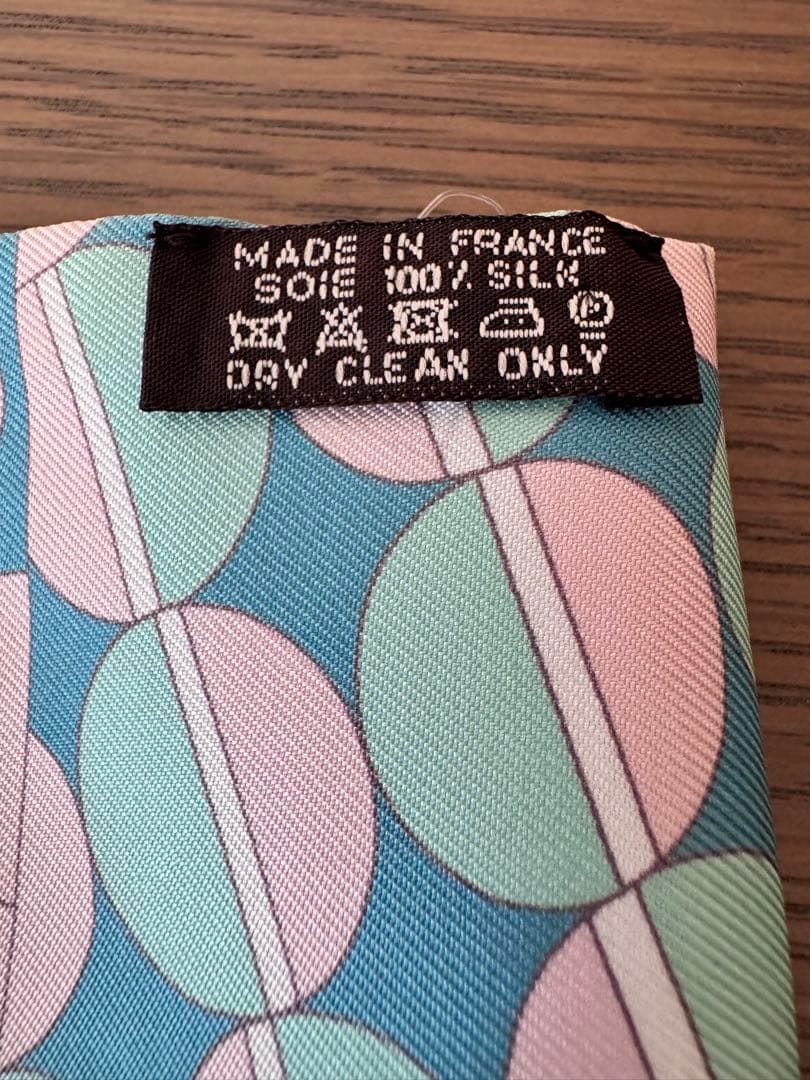 MADE IN FRANCE
SOIE 100% SILK
P
DRY CLEAN ONLY